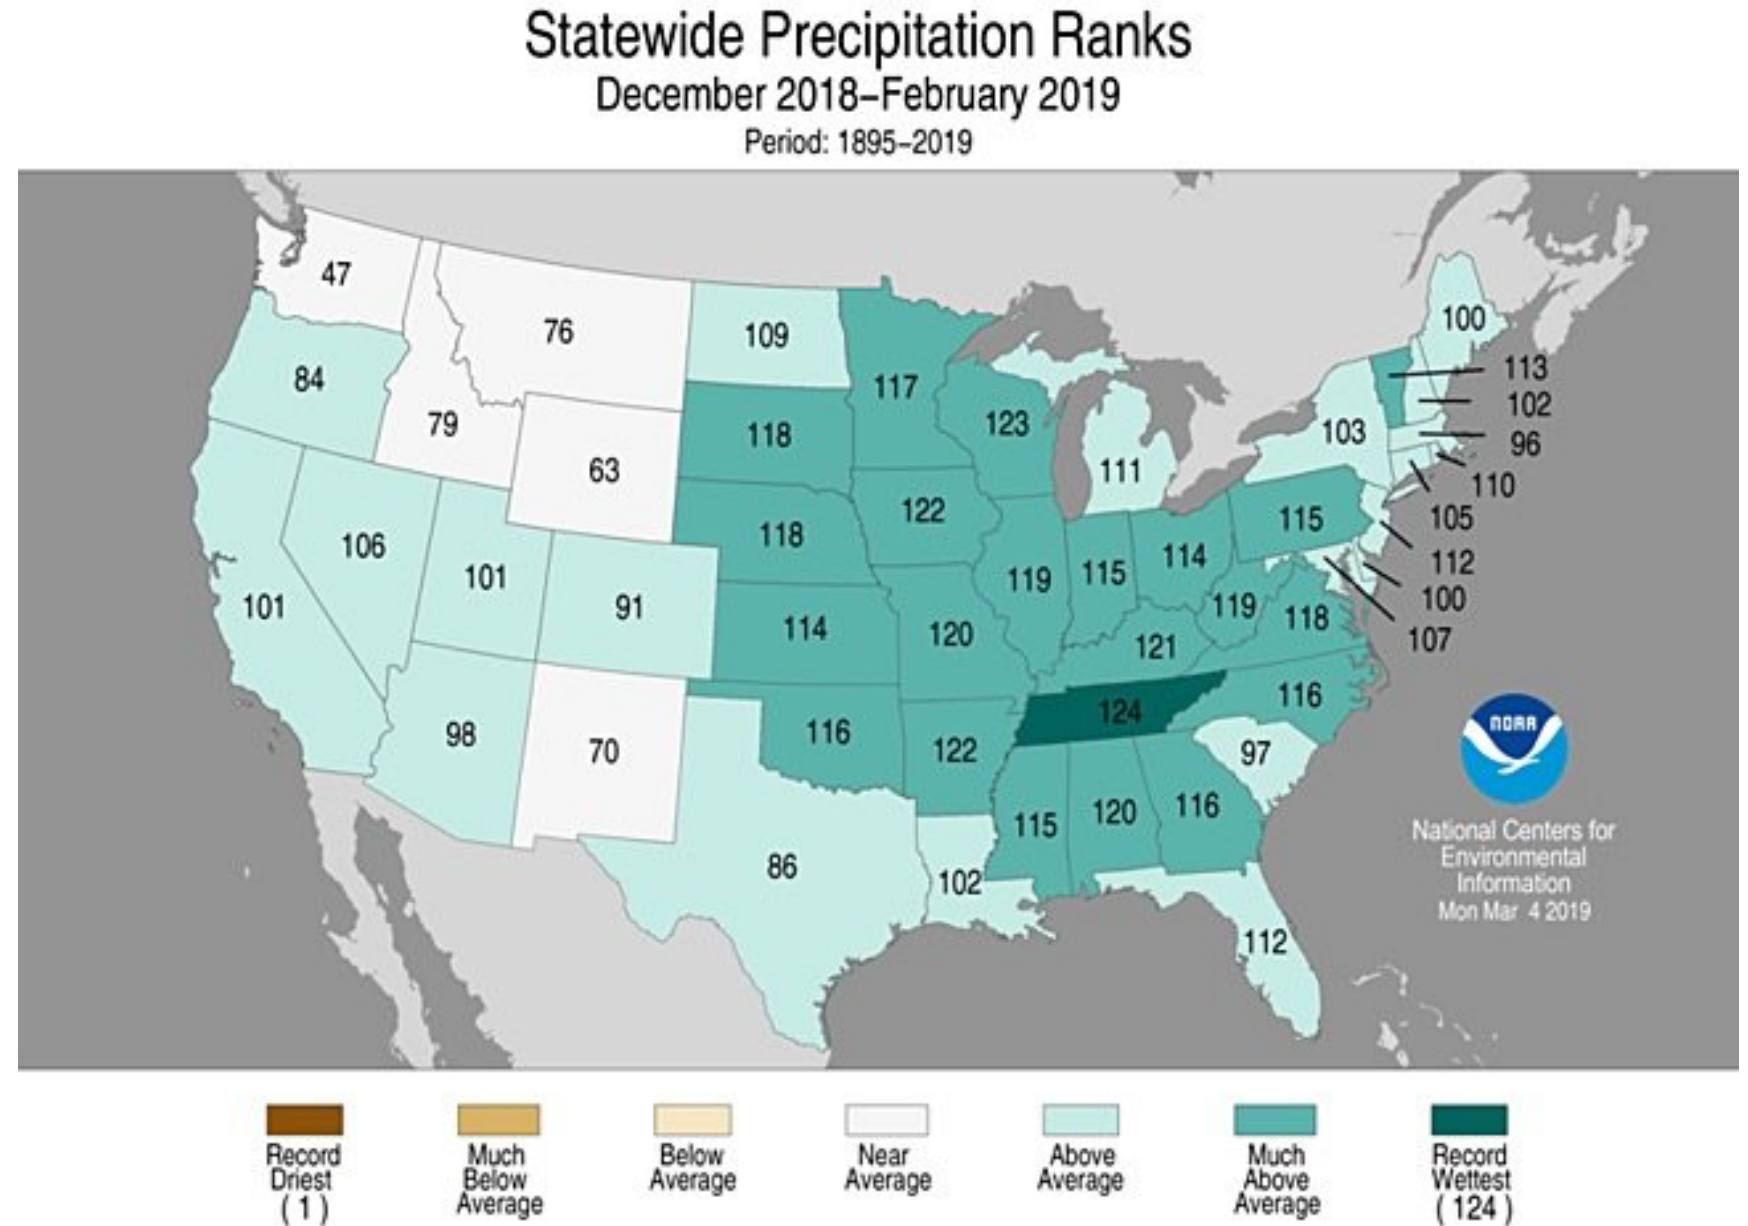 Statewide Precipitation Ranks
December 2018–February 2019
Period: 1895–2019
47
76
109
100
84
117
113
79
118
123
103
102
63
111
96
122
110
106
118
115
105
101
119
115
114
112
101
91
114
120
119
118
100
121
107
98
70
116
122
124
116
97
86
115
120
116
102
112
NOAA
National Centers for
Environmental
Information
Mon Mar 4 2019
Record
Driest
( 1 )
Much
Below
Average
Below
Average
Near
Average
Above
Average
Much
Above
Average
Record
Wettest
( 124 )